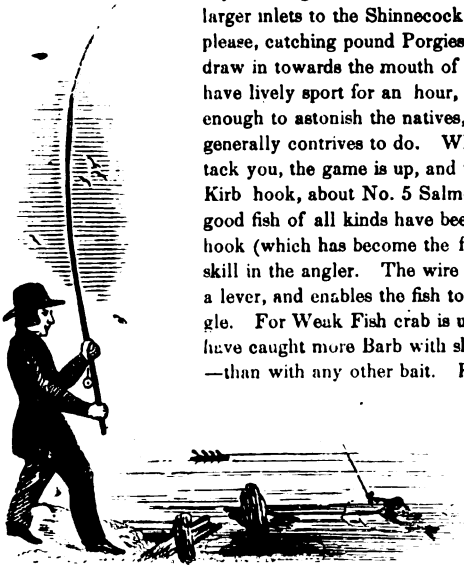 larger inlets to the Shinnecock
please, catching pound Porgies
draw in towards the mouth of
have lively sport for an hour,
enough to astonish the natives,
generally contrives to do. W
tack you, the game is up, and
Kirb hook, about No. 5 Salm
good fish of all kinds have bee
hook (which has become the f
skill in the angler. The wire
a lever, and enables the fish to
gle. For Weak Fish crab is u
have caught more Barb with s
—than with any other bait.